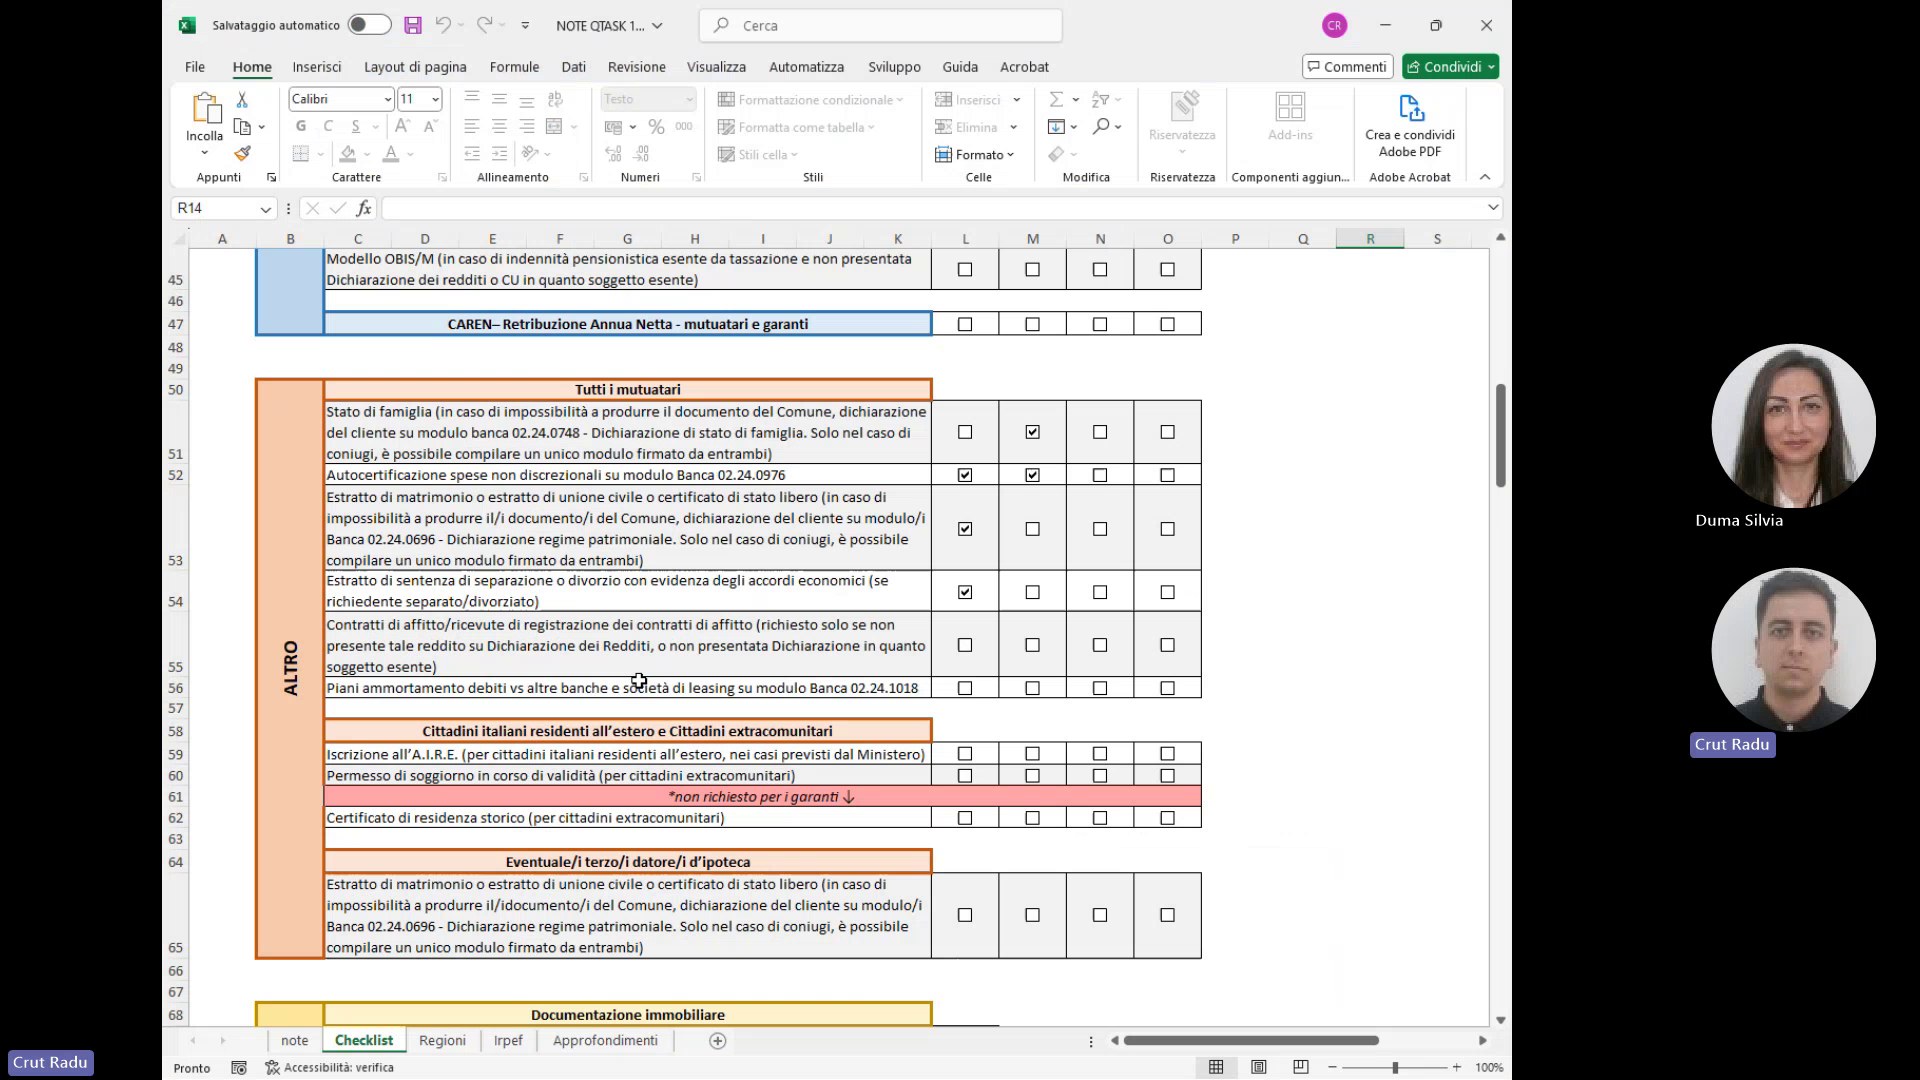 Salvataggio automatico
NOTE QTASK 1...
Cerca
CR
File Home Inserisci Layout di pagina Formule Dati Revisione Visualizza Automatizza Sviluppo Guida Acrobat
Commenti
Condividi
Incolla
Appunti
Calibri
11
G C S
Carattere
Allineamento
Testo
% 000
Numeri
Formattazione condizionale
Formatta come tabella
Stili cella
Stili
Inserisci
Elimina
Formato
Celle
Modifica
Riservatezza
Riservatezza
Add-ins
Componenti aggiun...
Crea e condividi
Adobe PDF
Adobe Acrobat
R14
fx
A B C D E F G H I J K L M N O P Q R S
Modello OBIS/M (in caso di indennità pensionistica esente da tassazione e non presentata
45 Dichiarazione dei redditi o CU in quanto soggetto esente)
46
47 CAREN– Retribuzione Annua Netta - mutuatari e garanti
48
49
50 Tutti i mutuatari
Stato di famiglia (in caso di impossibilità a produrre il documento del Comune, dichiarazione
del cliente su modulo banca 02.24.0748 - Dichiarazione di stato di famiglia. Solo nel caso di
51 coniugi, è possibile compilare un unico modulo firmato da entrambi)
52 Autocertificazione spese non discrezionali su modulo Banca 02.24.0976
Estratto di matrimonio o estratto di unione civile o certificato di stato libero (in caso di
impossibilità a produrre il/i documento/i del Comune, dichiarazione del cliente su modulo/i
Banca 02.24.0696 - Dichiarazione regime patrimoniale. Solo nel caso di coniugi, è possibile
53 compilare un unico modulo firmato da entrambi)
Estratto di sentenza di separazione o divorzio con evidenza degli accordi economici (se
54 richiedente separato/divorziato)
Contratti di affitto/ricevute di registrazione dei contratti di affitto (richiesto solo se non
presente tale reddito su Dichiarazione dei Redditi, o non presentata Dichiarazione in quanto
55 soggetto esente)
ALTRO
56 Piani ammortamento debiti vs altre banche e società di leasing su modulo Banca 02.24.1018
57
58 Cittadini italiani residenti all’estero e Cittadini extracomunitari
59 Iscrizione all’A.I.R.E. (per cittadini italiani residenti all’estero, nei casi previsti dal Ministero)
60 Permesso di soggiorno in corso di validità (per cittadini extracomunitari)
61 *non richiesto per i garanti ↓
62 Certificato di residenza storico (per cittadini extracomunitari)
63
64 Eventuale/i terzo/i datore/i d’ipoteca
Estratto di matrimonio o estratto di unione civile o certificato di stato libero (in caso di
impossibilità a produrre il/idocumento/i del Comune, dichiarazione del cliente su modulo/i
Banca 02.24.0696 - Dichiarazione regime patrimoniale. Solo nel caso di coniugi, è possibile
65 compilare un unico modulo firmato da entrambi)
66
67
68 Documentazione immobiliare
note Checklist Regioni Irpef Approfondimenti
Pronto
Accessibilità: verifica
100%
Duma Silvia
Crut Radu
Crut Radu